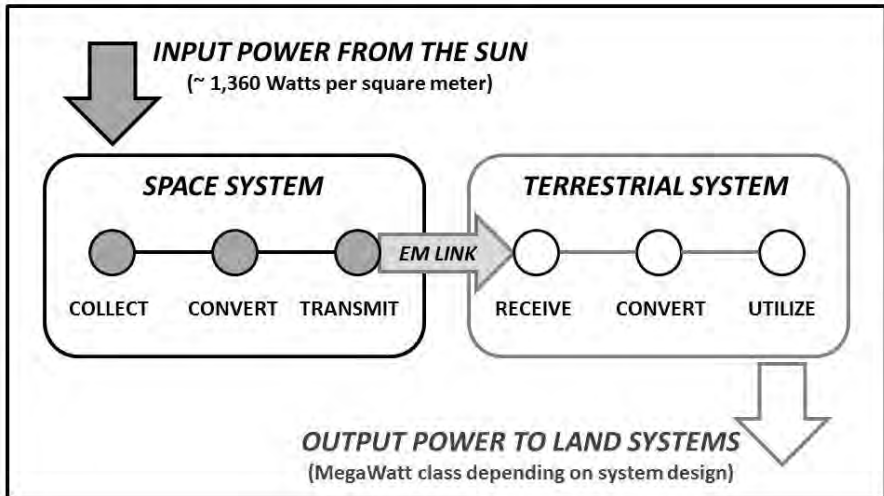 INPUT POWER FROM THE SUN
(~ 1,360 Watts per square meter)
SPACE SYSTEM
COLLECT
CONVERT
TRANSMIT
EM LINK
TERRESTRIAL SYSTEM
RECEIVE
CONVERT
UTILIZE
OUTPUT POWER TO LAND SYSTEMS
(MegaWatt class depending on system design)